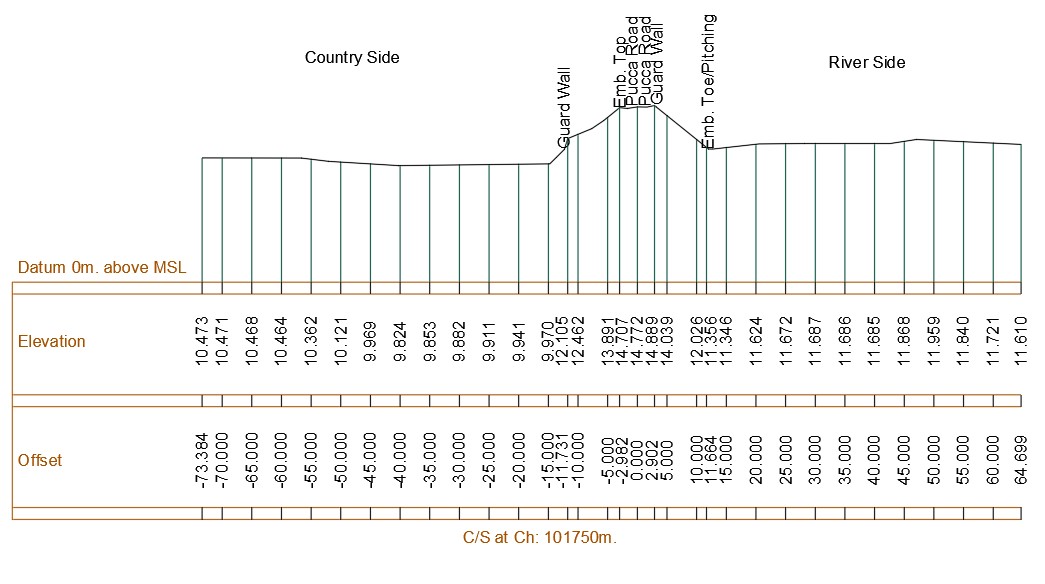 Country Side
River Side
Guard Wall
Emb. Top
Pucca Road
Pucca Road
Guard Wall
Emb. Toe/Pitching
Datum 0m. above MSL
Elevation
10.473 10.471 10.468 10.464 10.362 10.121 9.969 9.824 9.853 9.882 9.911 9.941 9.970 12.105 12.462 13.891 14.707 14.772 14.889 14.039 12.026 11.356 11.346 11.624 11.672 11.687 11.686 11.685 11.868 11.959 11.840 11.721 11.610
Offset
-73.384 -70.000 -65.000 -60.000 -55.000 -50.000 -45.000 -40.000 -35.000 -30.000 -25.000 -20.000 -15.000 -11.731 -10.000 -5.000 -2.982 0.000 2.902 5.000 10.000 11.664 15.000 20.000 25.000 30.000 35.000 40.000 45.000 50.000 55.000 60.000 64.699
C/S at Ch: 101750m.